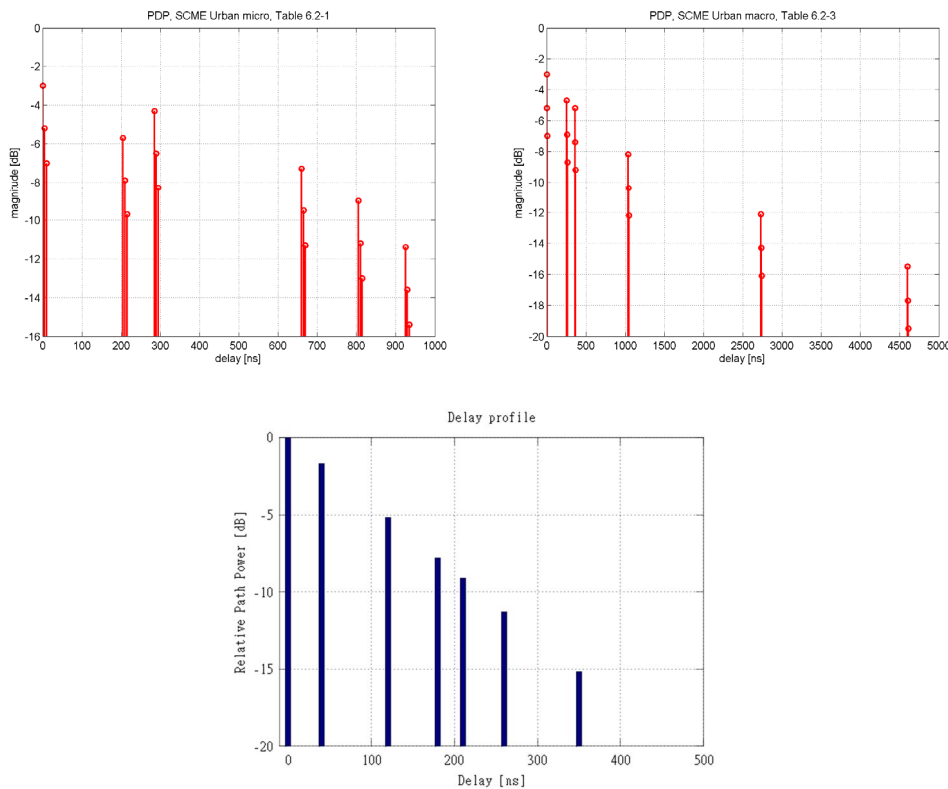 PDP, SCME Urban micro, Table 6.2-1
0
-2
-4
-6
-8
-10
-12
-14
-16
magnitude [dB]
0 100 200 300 400 500 600 700 800 900 1000
delay [ns]
PDP, SCME Urban macro, Table 6.2-3
0
-2
-4
-6
-8
-10
-12
-14
-16
-18
-20
magnitude [dB]
0 500 1000 1500 2000 2500 3000 3500 4000 4500 5000
delay [ns]
Delay profile
0
-5
-10
-15
-20
Relative Path Power [dB]
0 100 200 300 400 500
Delay [ns]